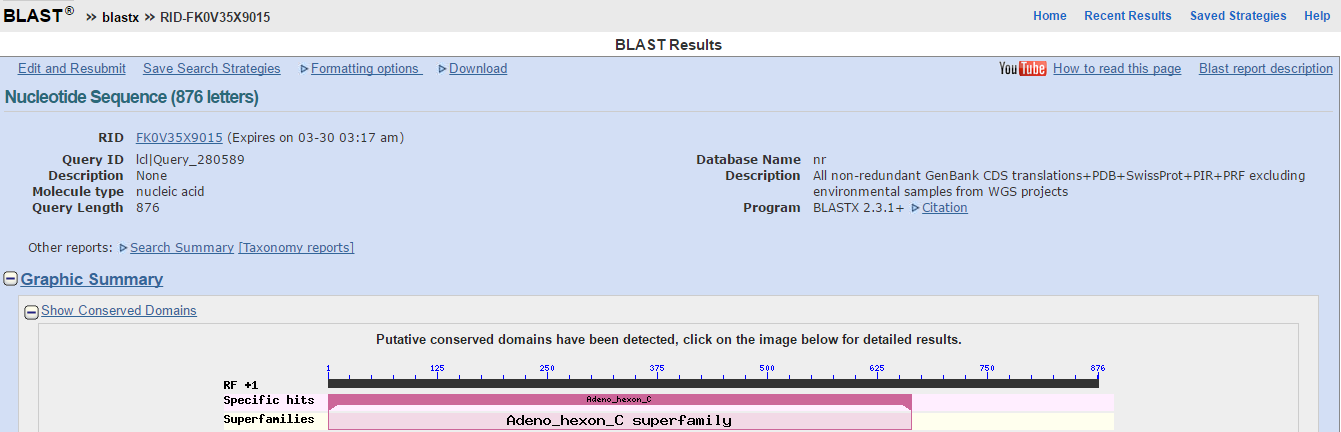 BLAST® » blastx » RID-FK0V35X9015 Home Recent Results Saved Strategies Help
BLAST Results
Edit and Resubmit Save Search Strategies Formatting options Download YouTube How to read this page Blast report description
Nucleotide Sequence (876 letters)
RID FK0V35X9015 (Expires on 03-30 03:17 am)
Query ID lcl|Query_280589 Database Name nr
Description None Description All non-redundant GenBank CDS translations+PDB+SwissProt+PIR+PRF excluding
Molecule type nucleic acid environmental samples from WGS projects
Query Length 876 Program BLASTX 2.3.1+ Citation
Other reports: Search Summary [Taxonomy reports]
Graphic Summary
Show Conserved Domains
Putative conserved domains have been detected, click on the image below for detailed results.
1 125 250 375 500 625 750 876
RF +1
Specific hits Adeno_hexon_C
Superfamilies Adeno_hexon_C superfamily